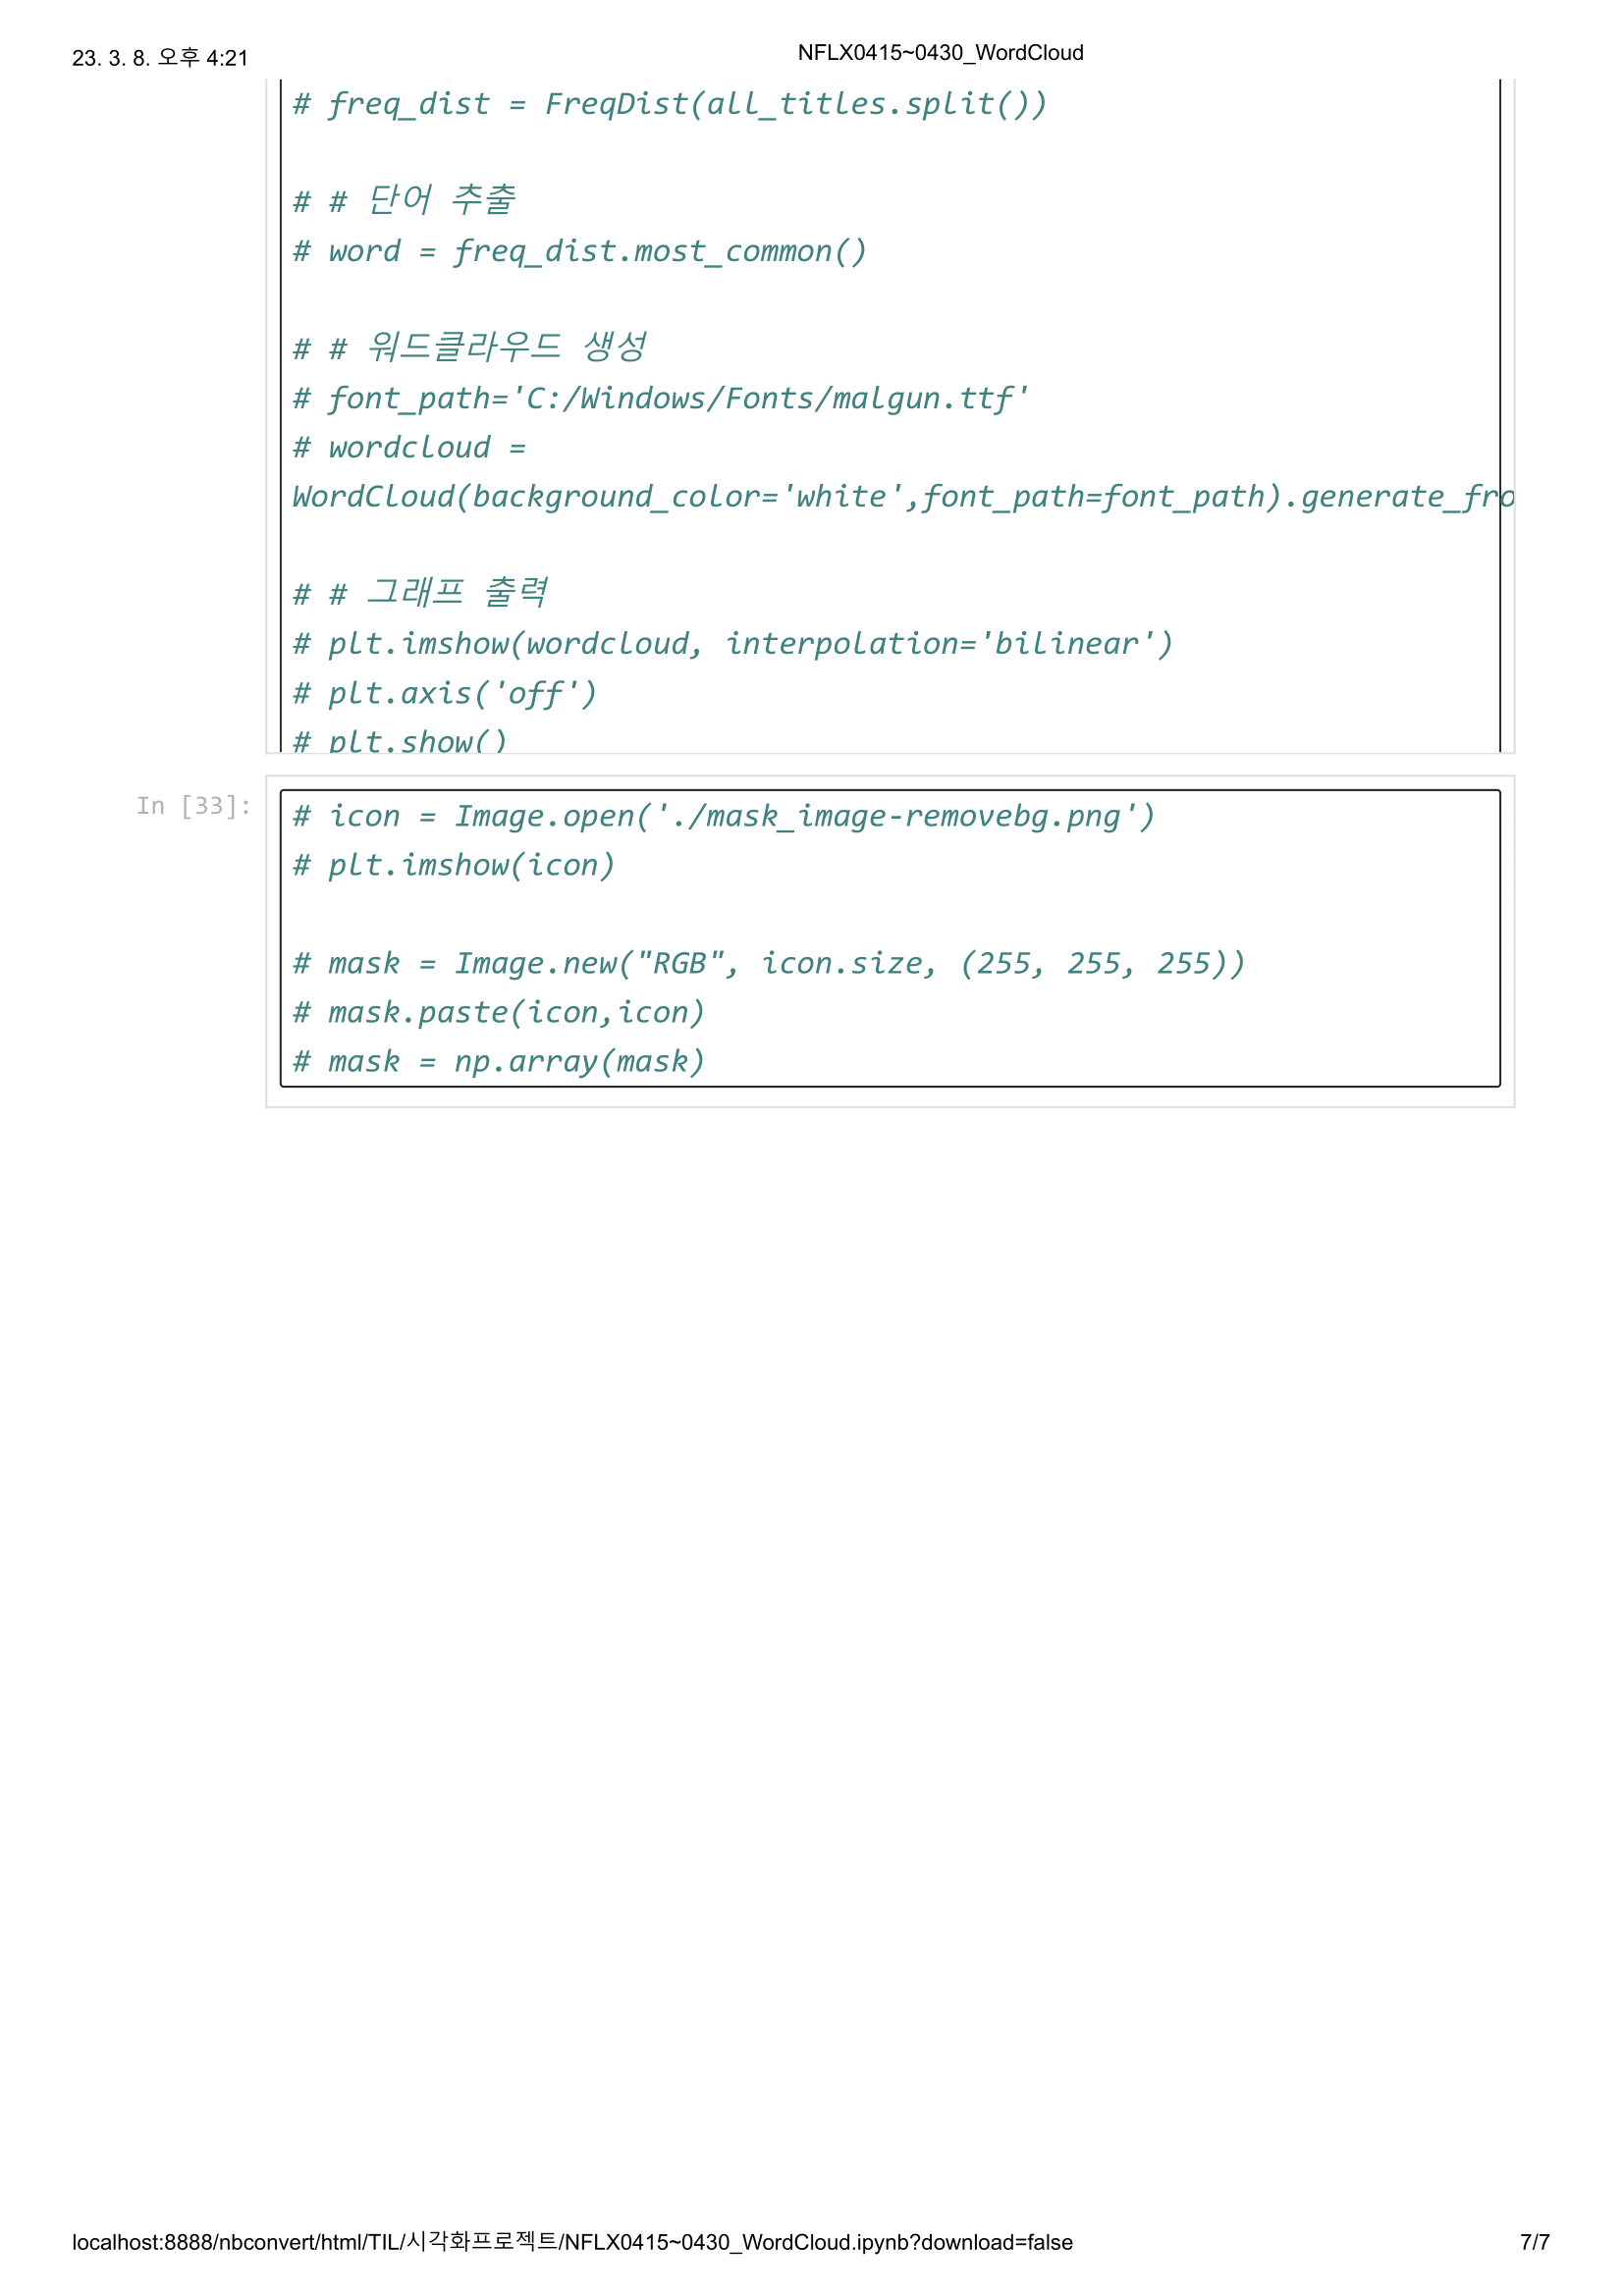 23. 3. 8. 오후 4:21
NFLX0415~0430_WordCloud
# freq_dist = FreqDist(all_titles.split())
# # 단어 추출
# word = freq_dist.most_common()
# # 워드클라우드 생성
# font_path='C:/Windows/Fonts/malgun.ttf'
# wordcloud =
WordCloud(background_color='white',font_path=font_path).generate_fro
# # 그래프 출력
# plt.imshow(wordcloud, interpolation='bilinear')
# plt.axis('off')
# plt.show()
In [33]:
# icon = Image.open('./mask_image-removebg.png')
# plt.imshow(icon)
# mask = Image.new("RGB", icon.size, (255, 255, 255))
# mask.paste(icon,icon)
# mask = np.array(mask)
localhost:8888/nbconvert/html/TIL/시각화프로젝트/NFLX0415~0430_WordCloud.ipynb?download=false
7/7